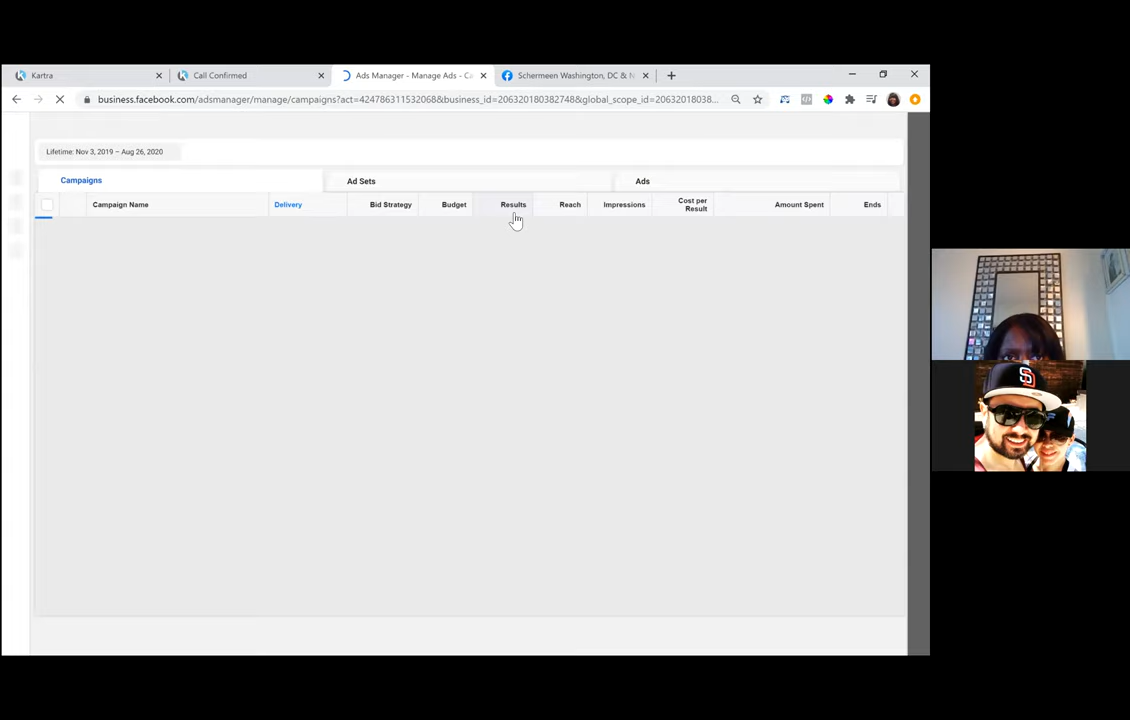 Kartra
Call Confirmed
Ads Manager - Manage Ads - Ca
Schermeen Washington, DC & N
business.facebook.com/adsmanager/manage/campaigns?act=424786311532068&business_id=206320180382748&global_scope_id=20632018038...
Lifetime: Nov 3, 2019 – Aug 26, 2020
Campaigns
Ad Sets
Ads
Campaign Name
Delivery
Bid Strategy
Budget
Results
Reach
Impressions
Cost per
Result
Amount Spent
Ends
SD